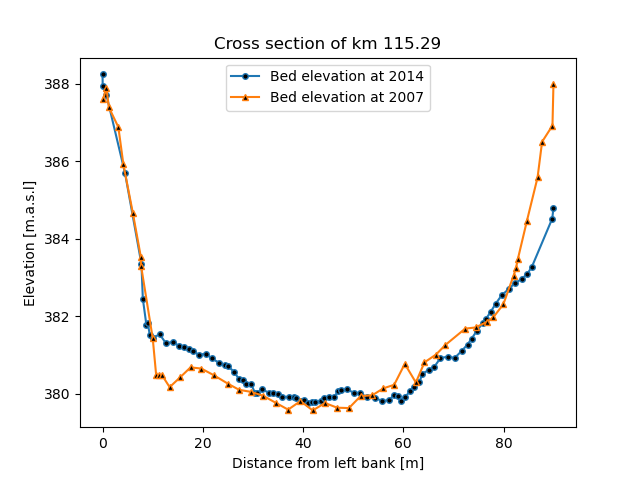 Cross section of km 115.29
Bed elevation at 2014
Bed elevation at 2007
Elevation [m.a.s.l]
388
386
384
382
380
0 20 40 60 80
Distance from left bank [m]